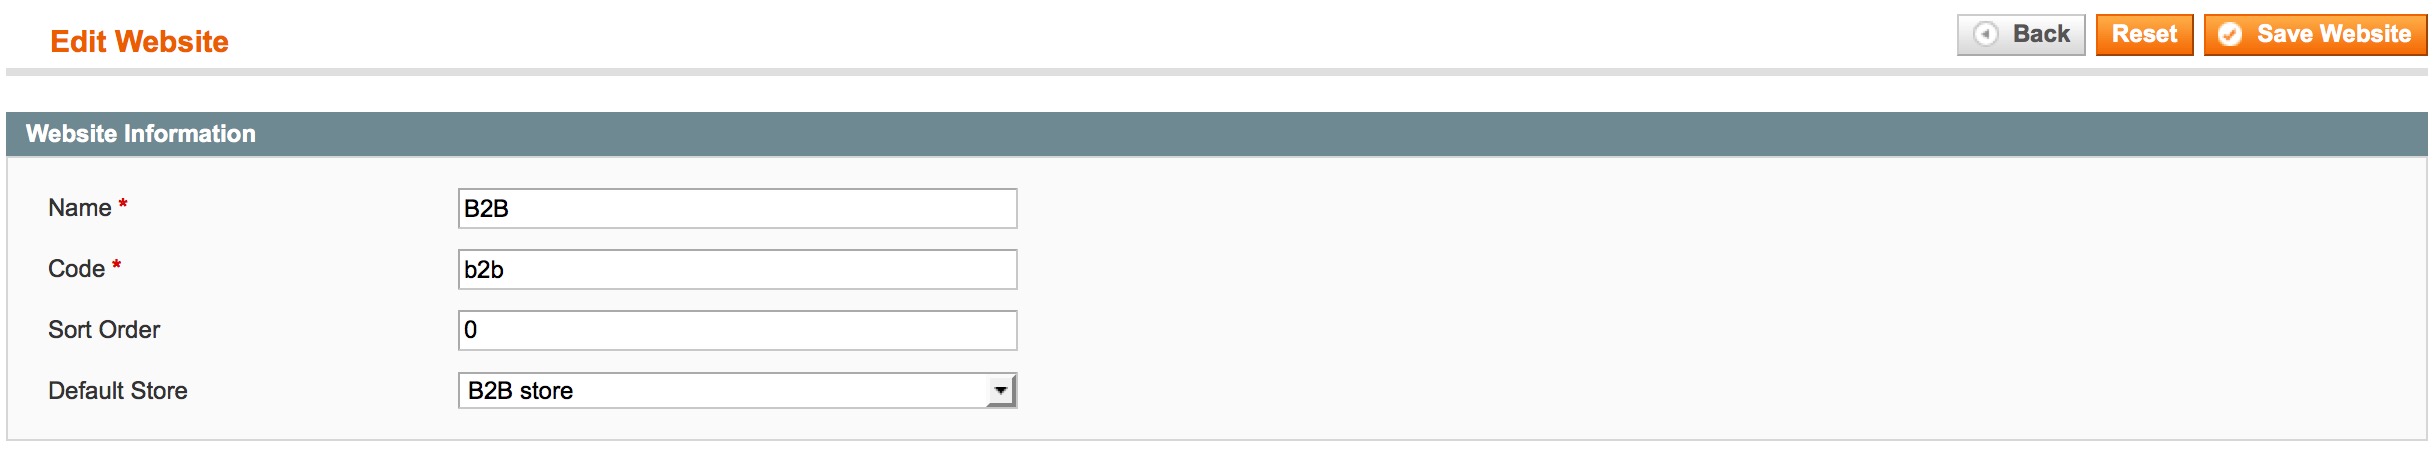 Edit Website
Back Reset Save Website
Website Information
Name * B2B
Code * b2b
Sort Order 0
Default Store B2B store